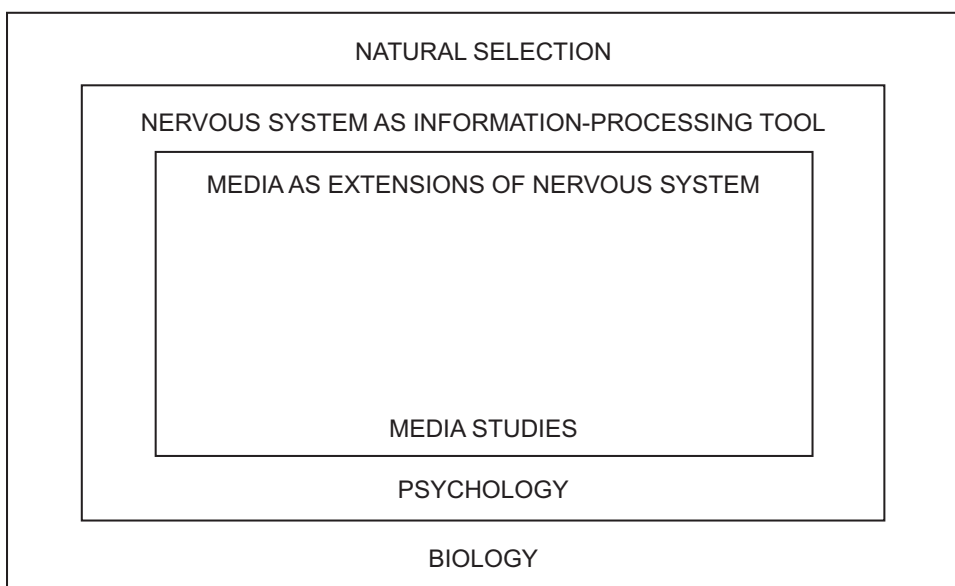 NATURAL SELECTION
NERVOUS SYSTEM AS INFORMATION-PROCESSING TOOL
MEDIA AS EXTENSIONS OF NERVOUS SYSTEM
MEDIA STUDIES
PSYCHOLOGY
BIOLOGY